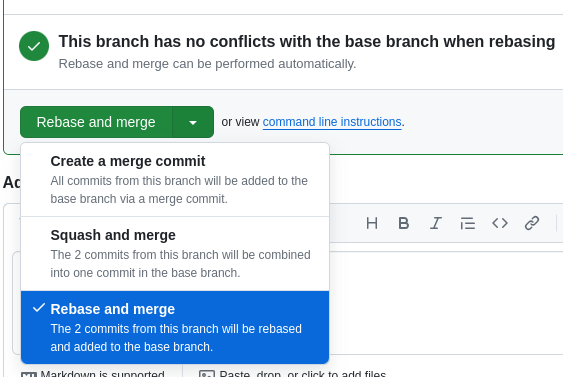 This branch has no conflicts with the base branch when rebasing
Rebase and merge can be performed automatically.
Rebase and merge or view command line instructions.
Create a merge commit
All commits from this branch will be added to the
base branch via a merge commit.
Squash and merge
The 2 commits from this branch will be combined
into one commit in the base branch.
Rebase and merge
The 2 commits from this branch will be rebased
and added to the base branch.
Markdown is supported Paste, drop, or click to add files